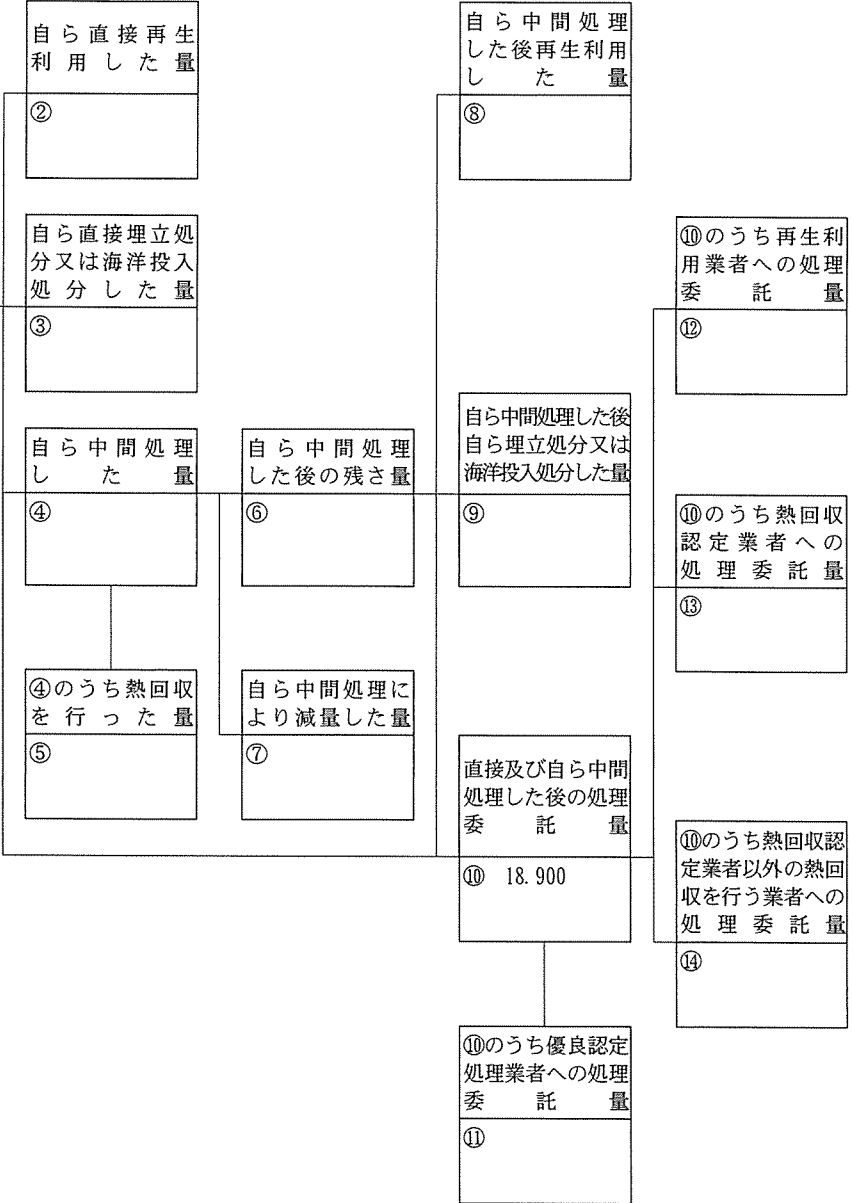 自ら直接再生
利用した量
②
自ら直接埋立処
分又は海洋投入
処分した量
③
自ら中間処理
した量
④
④のうち熱回収
を行った量
⑤
自ら中間処理
した後の残さ量
⑥
自ら中間処理に
より減量した量
⑦
自ら中間処理
した後再生利用
した量
⑧
自ら中間処理した後
自ら埋立処分又は
海洋投入処分した量
⑨
直接及び自ら中間
処理した後の処理
委託量
⑩ 18.900
⑩のうち優良認定
処理業者への処理
委託量
⑪
⑩のうち再生利
用業者への処理
委託量
⑫
⑩のうち熱回収
認定業者への
処理委託量
⑬
⑩のうち熱回収認
定業者以外の熱回
収を行う業者への
処理委託量
⑭